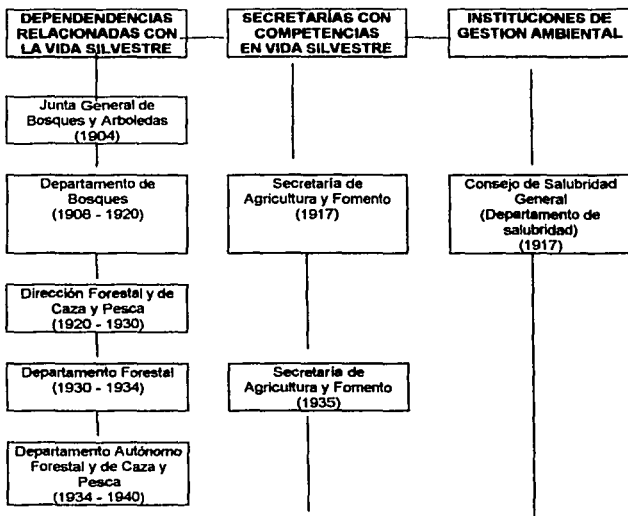 DEPENDENDENCIAS
RELACIONADAS CON
LA VIDA SILVESTRE
SECRETARÍAS CON
COMPETENCIAS
EN VIDA SILVESTRE
INSTITUCIONES DE
GESTION AMBIENTAL
Junta General de
Bosques y Arboledas
(1904)
Departamento de
Bosques
(1908 - 1920)
Secretaría de
Agricultura y Fomento
(1917)
Consejo de Salubridad
General
(Departamento de
salubridad)
(1917)
Dirección Forestal y de
Caza y Pesca
(1920 - 1930)
Departamento Forestal
(1930 - 1934)
Secretaría de
Agricultura y Fomento
(1935)
Departamento Autónomo
Forestal y de Caza y
Pesca
(1934 - 1940)